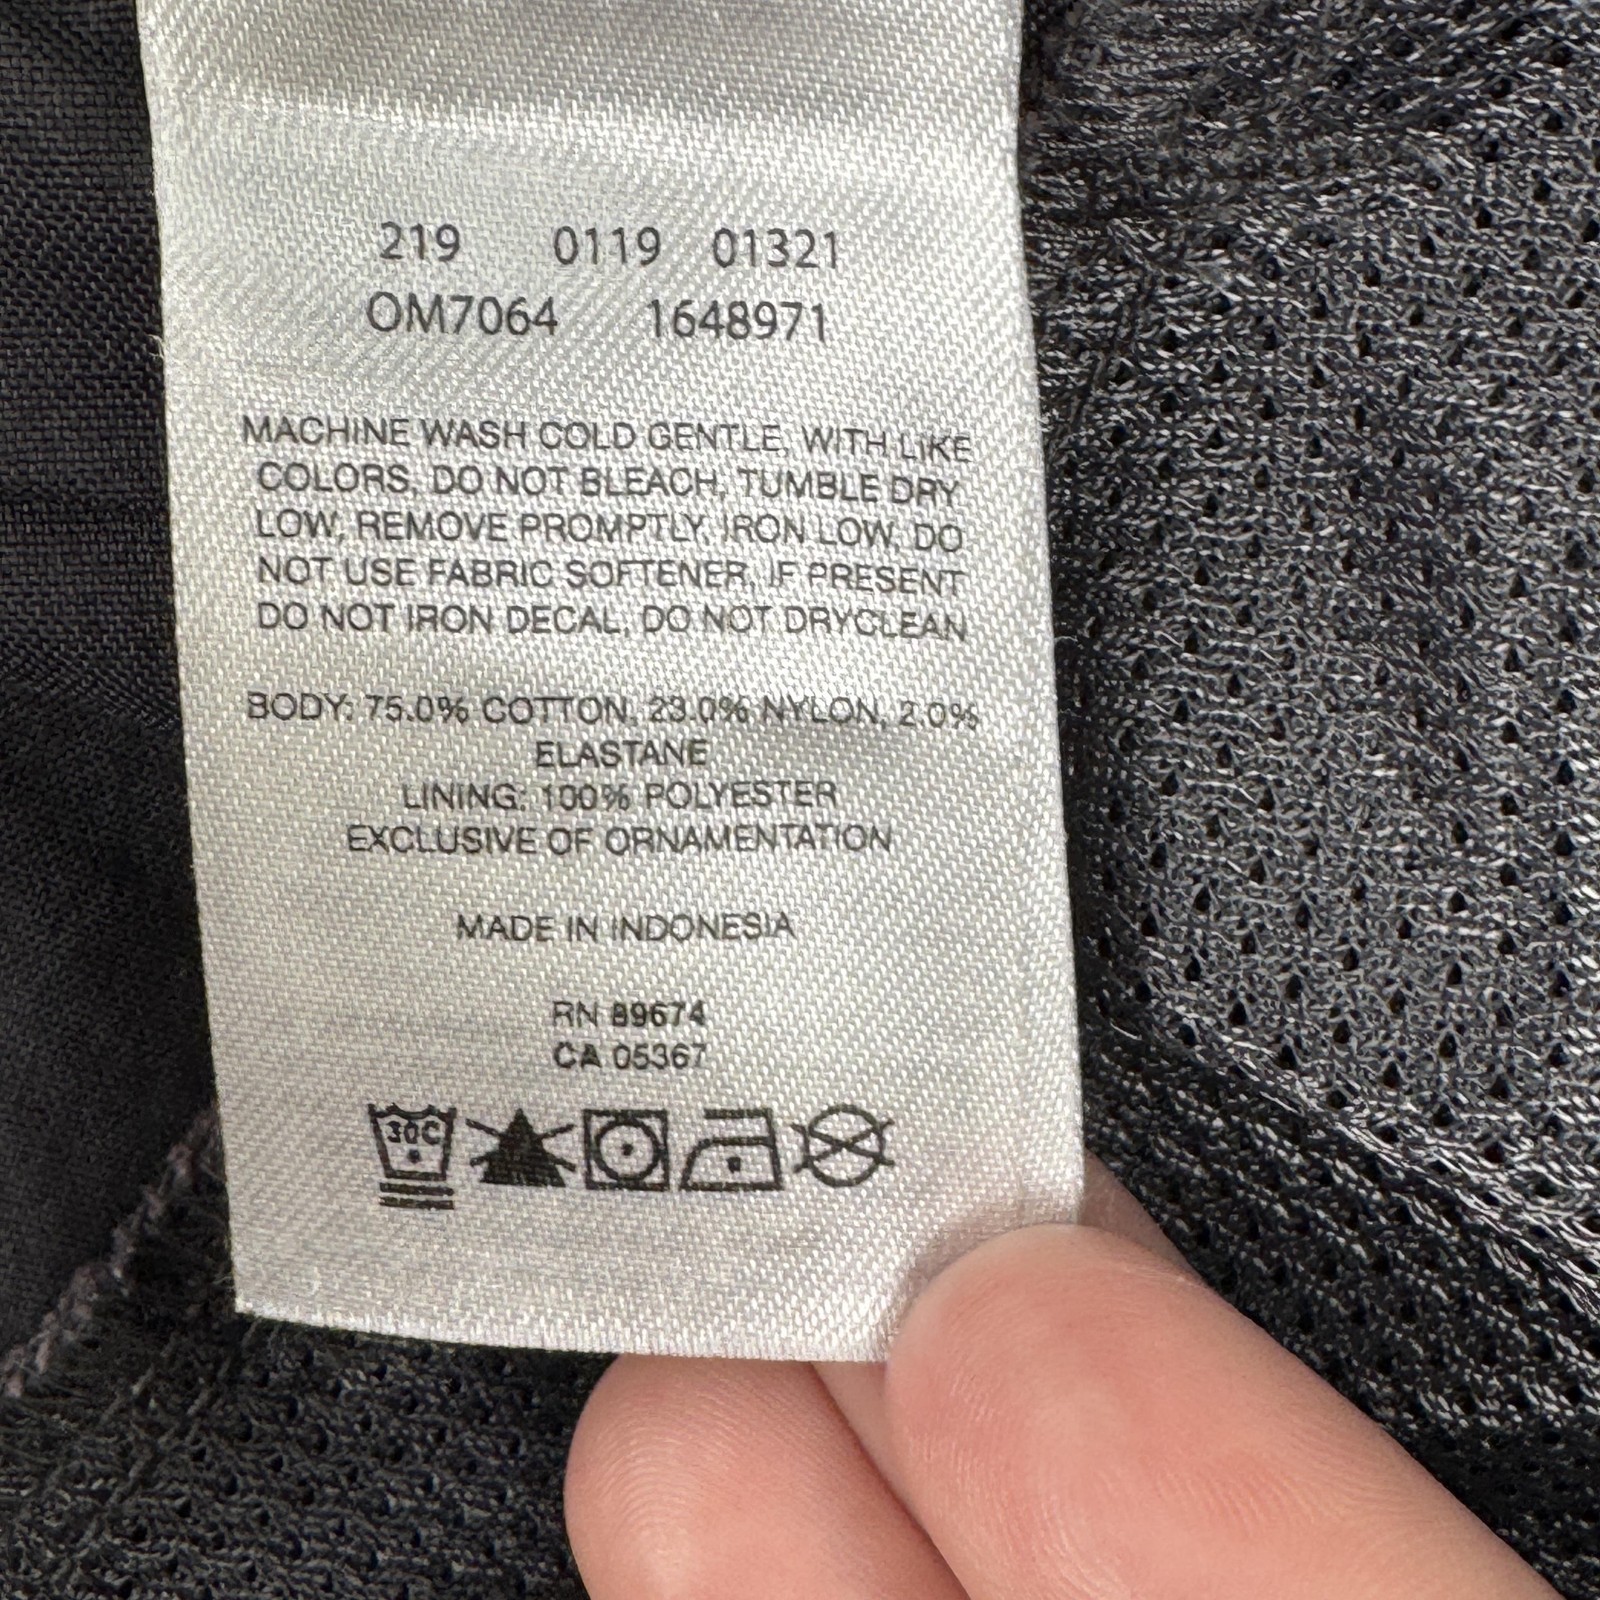 219 0119 01321
OM7064 1648971
MACHINE WASH COLD GENTLE, WITH LIKE
COLORS, DO NOT BLEACH, TUMBLE DRY
LOW, REMOVE PROMPTLY, IRON LOW, DO
NOT USE FABRIC SOFTENER, IF PRESENT
DO NOT IRON DECAL, DO NOT DRYCLEAN
BODY: 75.0% COTTON, 23.0% NYLON, 2.0%
ELASTANE
LINING: 100% POLYESTER
EXCLUSIVE OF ORNAMENTATION
MADE IN INDONESIA
RN 89674
CA 05367
30C